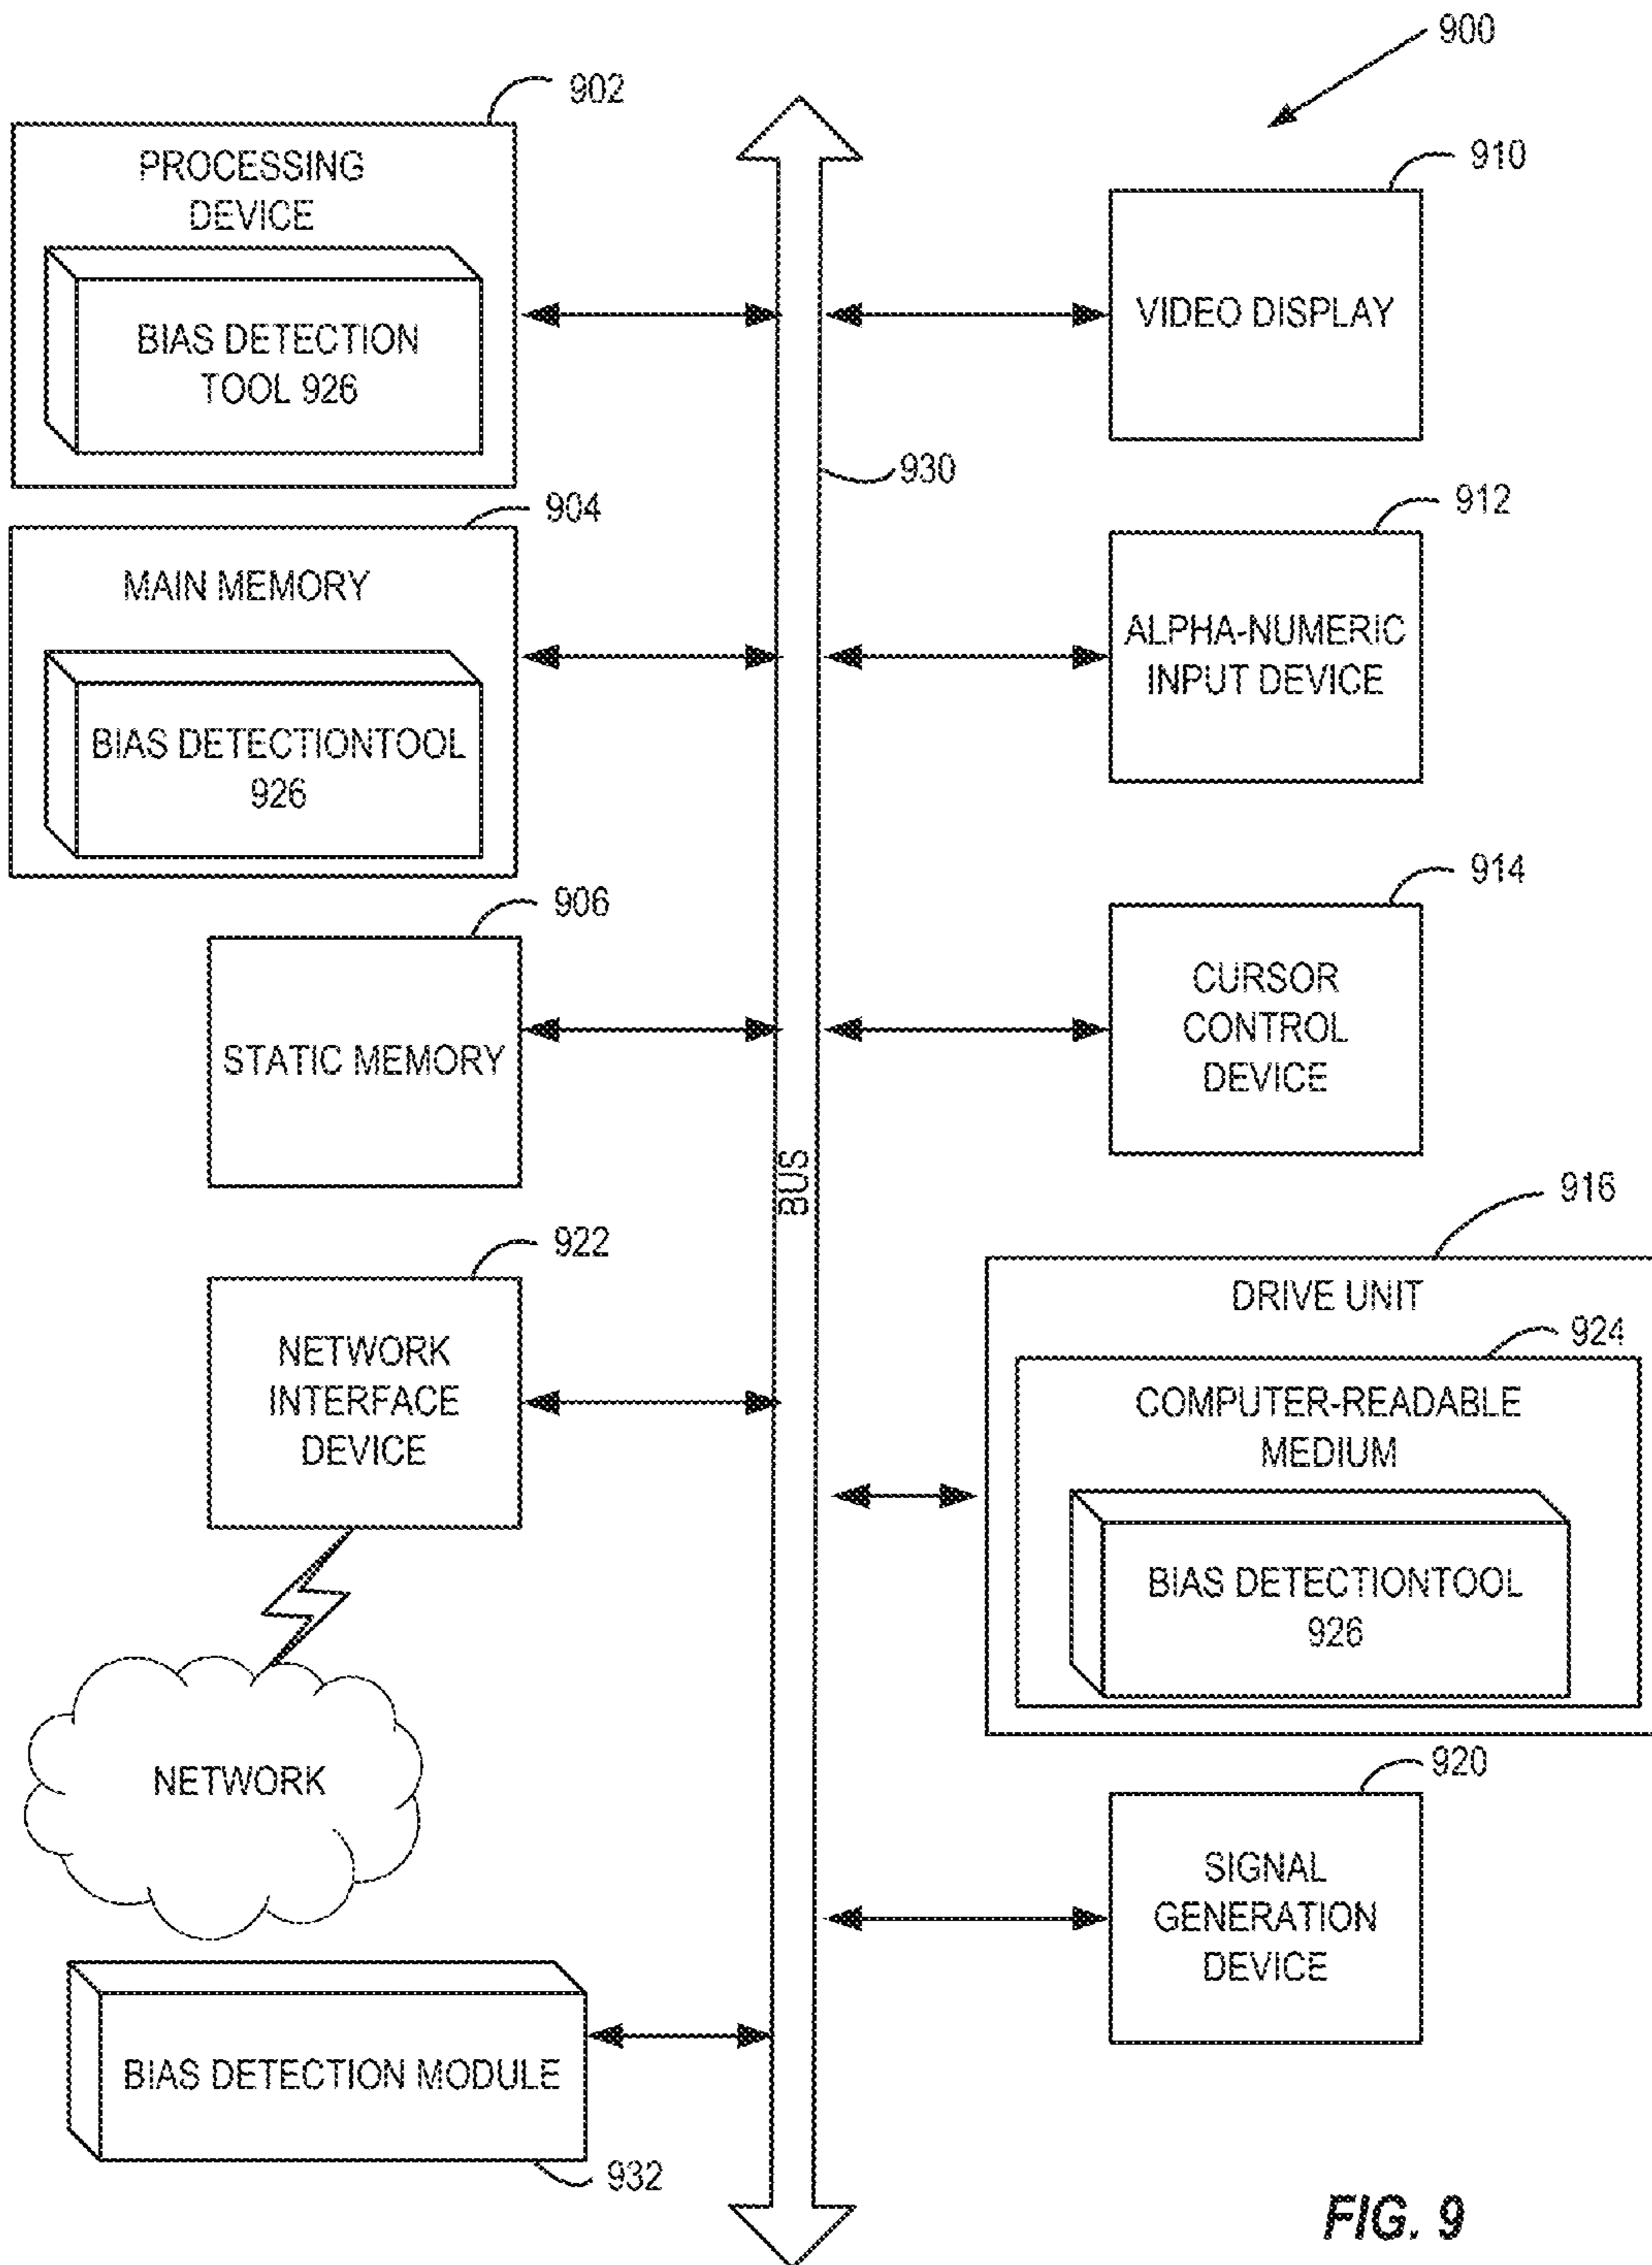 900
902
PROCESSING
DEVICE
BIAS DETECTION
TOOL 926
910
VIDEO DISPLAY
930
904
MAIN MEMORY
BIAS DETECTIONTOOL
926
912
ALPHA-NUMERIC
INPUT DEVICE
906
STATIC MEMORY
914
CURSOR
CONTROL
DEVICE
BUS
922
NETWORK
INTERFACE
DEVICE
916
DRIVE UNIT
924
COMPUTER-READABLE
MEDIUM
BIAS DETECTIONTOOL
926
NETWORK
920
SIGNAL
GENERATION
DEVICE
BIAS DETECTION MODULE
932
FIG. 9